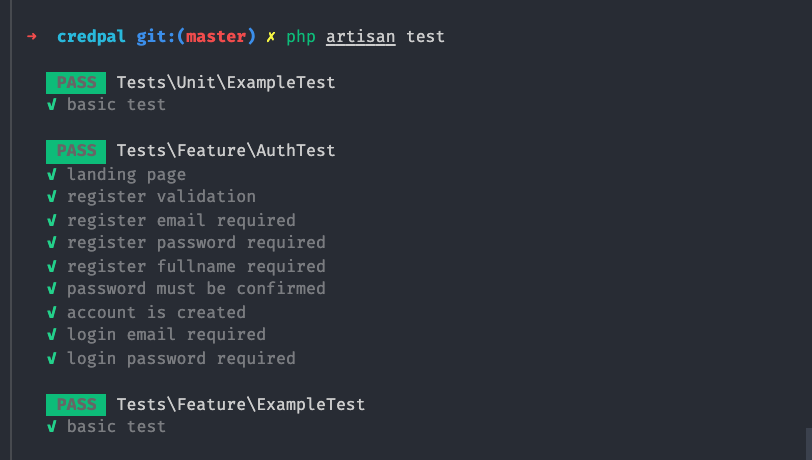 → credpal git:(master) ✗ php artisan test
PASS Tests\Unit\ExampleTest
✓ basic test
PASS Tests\Feature\AuthTest
✓ landing page
✓ register validation
✓ register email required
✓ register password required
✓ register fullname required
✓ password must be confirmed
✓ account is created
✓ login email required
✓ login password required
PASS Tests\Feature\ExampleTest
✓ basic test